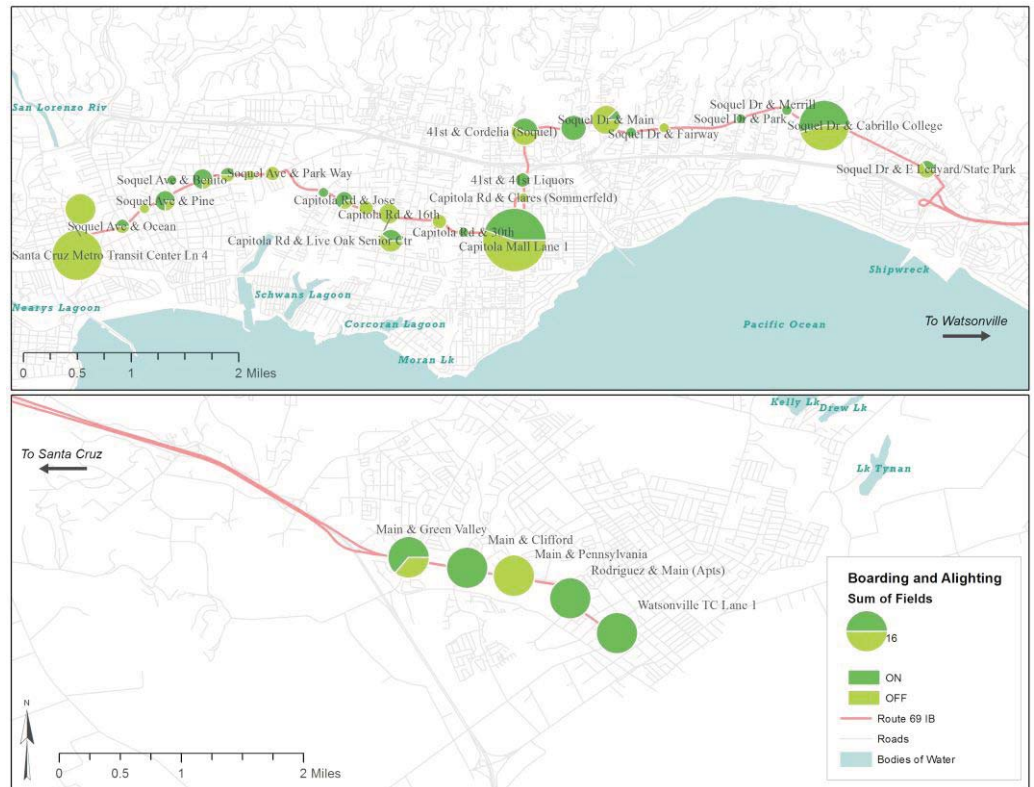 San Lorenzo Riv
Soquel Dr & Merrill
Soquel Dr & Main
Soquel Dr & Park
41st & Cordelia (Soquel)
Soquel Dr & Cabrillo College
Soquel Dr & Fairway
Soquel Dr & E Ledyard/State Park
Soquel Ave & Park Way
Soquel Ave & Benito
41st & 41st Liquors
Capitola Rd & Clares (Sommerfeld)
Capitola Rd & Jose
Soquel Ave & Pine
Capitola Rd & 16th
Soquel Ave & Ocean
Capitola Rd & 30th
Capitola Rd & Live Oak Senior Ctr
Capitola Mall Lane 1
Santa Cruz Metro Transit Center Ln 4
Shipwreck
Schwans Lagoon
Nearys Lagoon
Corcoran Lagoon
Pacific Ocean
To Watsonville
Moran Lk
0 0.5 1 2 Miles
Kelly Lk
Drew Lk
To Santa Cruz
Lk Tynan
Main & Green Valley
Main & Clifford
Main & Pennsylvania
Rodriguez & Main (Apts)
Watsonville TC Lane 1
Boarding and Alighting
Sum of Fields
16
ON
OFF
Route 69 IB
Roads
Bodies of Water
N
0 0.5 1 2 Miles